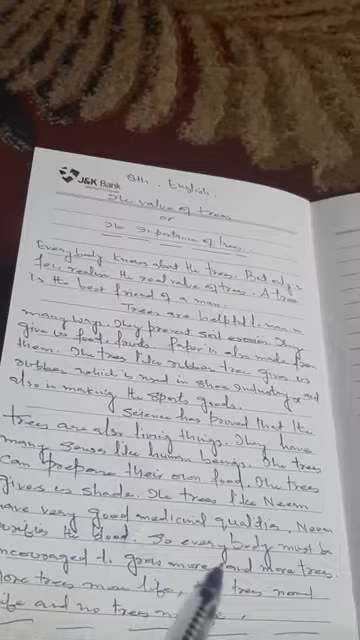 J&K Bank
8th. English.
The value of trees
or
The Importance of trees
Everybody knows about the trees. But only a
few realise the real value of trees. A tree
is the best friend of a man.
Trees are helpful to man in
many ways. They prevent soil erosion. They
give us food, fruits. Paper is also made from
them. The trees like rubber tree gives us
rubber which is used in shoe Industry and
also in making the sports goods.
Science has proved that the
trees are also living things. They have
many senses like human beings. The trees
can prepare their own food. The trees
gives us shade. The trees like Neem
have very good medicinal qualities. Neem
the blood. So everybody must be
encouraged to grow more and more trees.
More trees more life, trees no
life and no trees